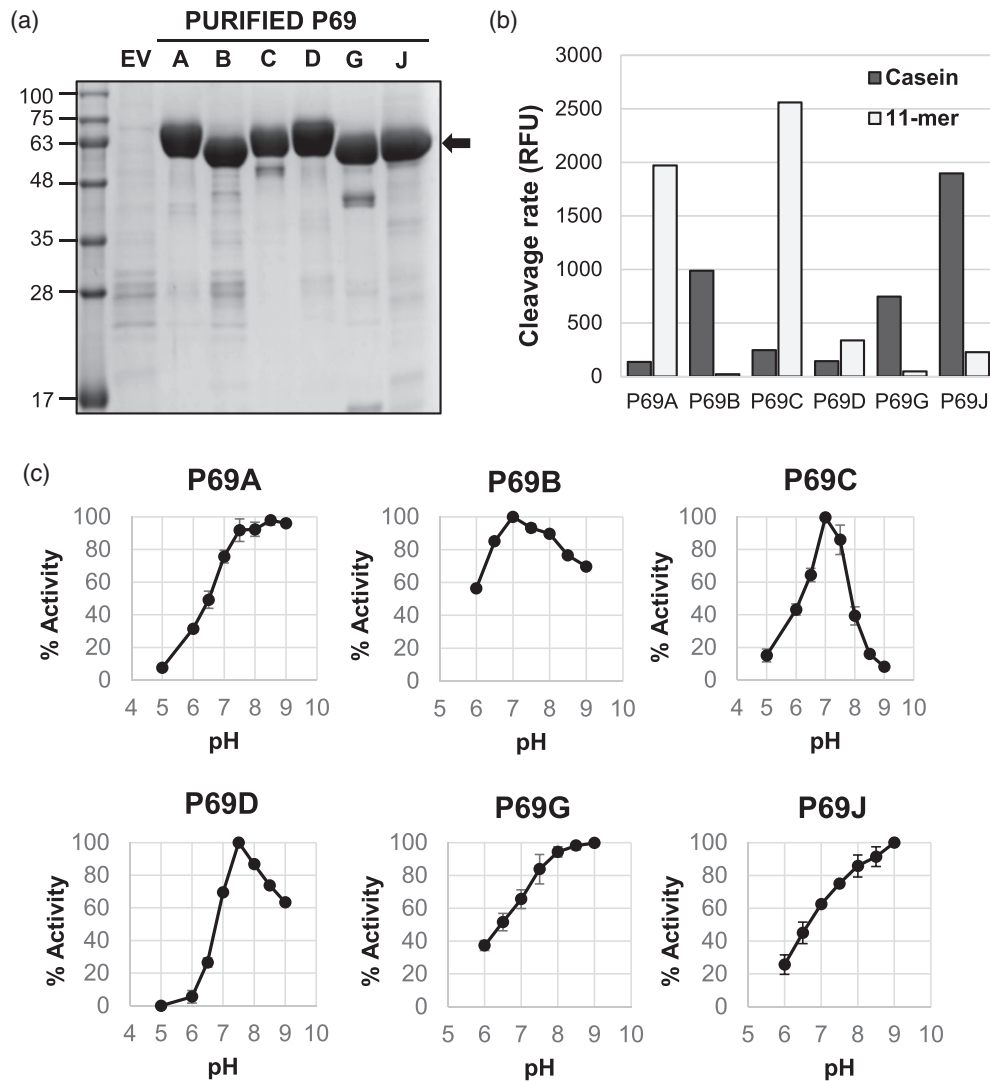 (a)
PURIFIED P69
EV A B C D G J
100
75
63
48
35
28
17
(b)
3000
2500
2000
1500
1000
500
0
Cleavage rate (RFU)
Casein
11-mer
P69A P69B P69C P69D P69G P69J
(c)
P69A
100
80
60
40
20
0
% Activity
4 5 6 7 8 9 10
pH
P69B
100
80
60
40
20
0
% Activity
5 6 7 8 9 10
pH
P69C
100
80
60
40
20
0
% Activity
4 5 6 7 8 9 10
pH
P69D
100
80
60
40
20
0
% Activity
4 5 6 7 8 9 10
pH
P69G
100
80
60
40
20
0
% Activity
5 6 7 8 9 10
pH
P69J
100
80
60
40
20
0
% Activity
5 6 7 8 9 10
pH